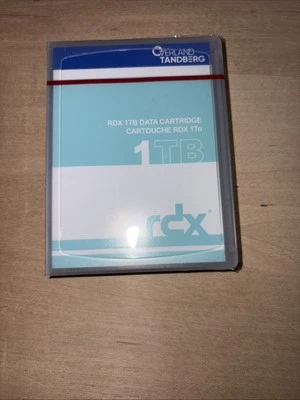 OVERLAND
TANDBERG
RDX 1TB DATA CARTRIDGE
CARTOUCHE RDX 1To
1TB
rdx